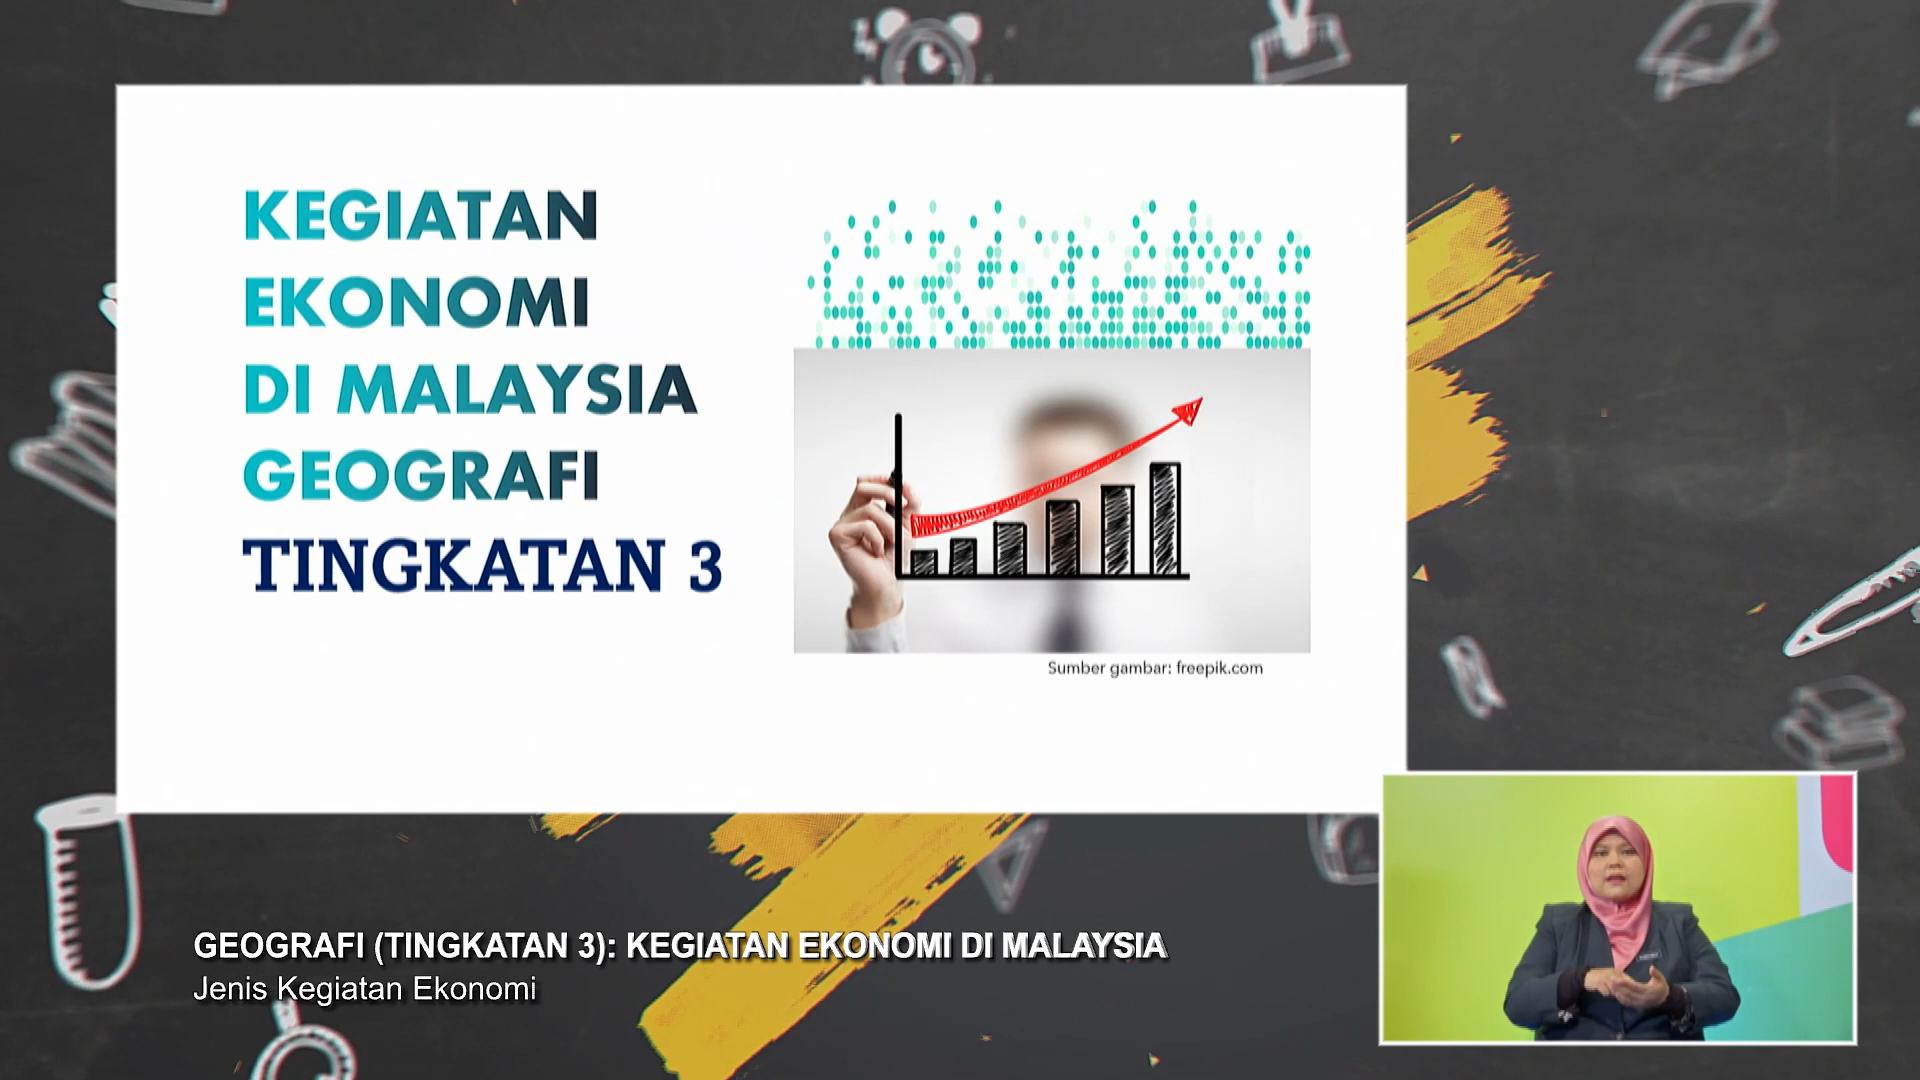 KEGIATAN
EKONOMI
DI MALAYSIA
GEOGRAFI
TINGKATAN 3
Sumber gambar: freepik.com
GEOGRAFI (TINGKATAN 3): KEGIATAN EKONOMI DI MALAYSIA
Jenis Kegiatan Ekonomi